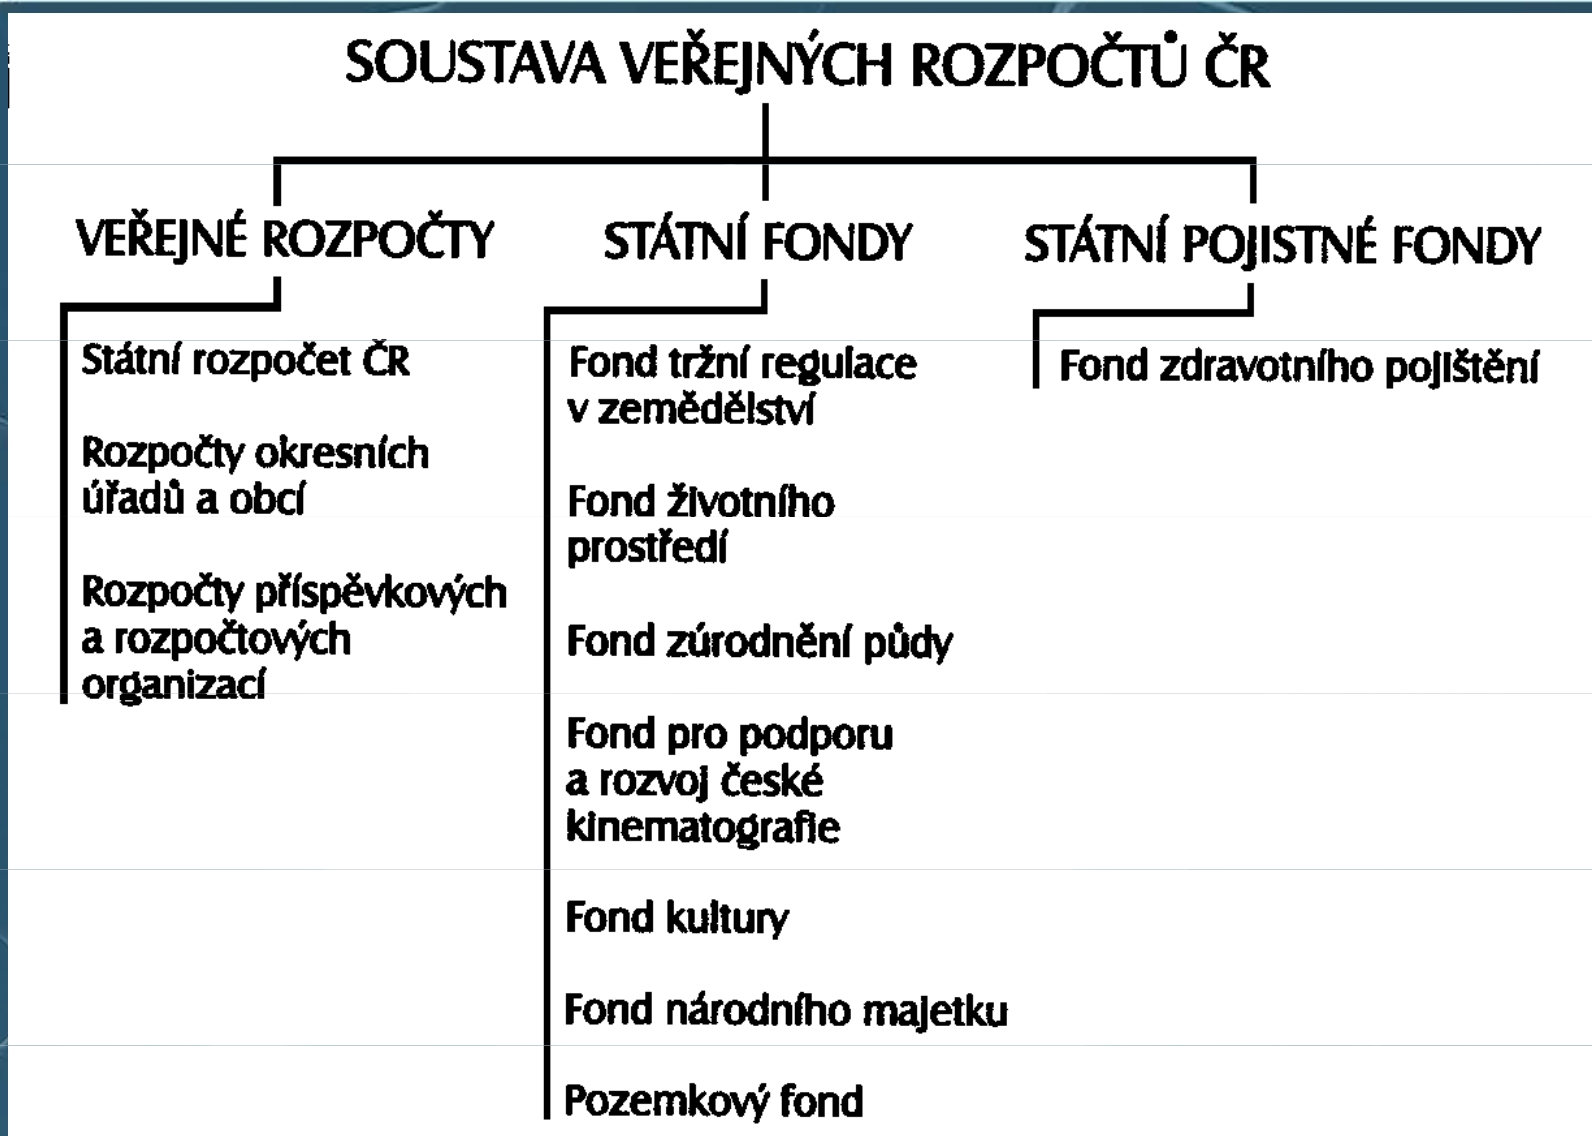 SOUSTAVA VEŘEJNÝCH ROZPOČTŮ ČR
VEŘEJNÉ ROZPOČTY
Státní rozpočet ČR
Rozpočty okresních
úřadů a obcí
Rozpočty příspěvkových
a rozpočtových
organizací
STÁTNÍ FONDY
Fond tržní regulace
v zemědělství
Fond životního
prostředí
Fond zúrodnění půdy
Fond pro podporu
a rozvoj české
kinematografie
Fond kultury
Fond národního majetku
Pozemkový fond
STÁTNÍ POJISTNÉ FONDY
Fond zdravotního pojištění